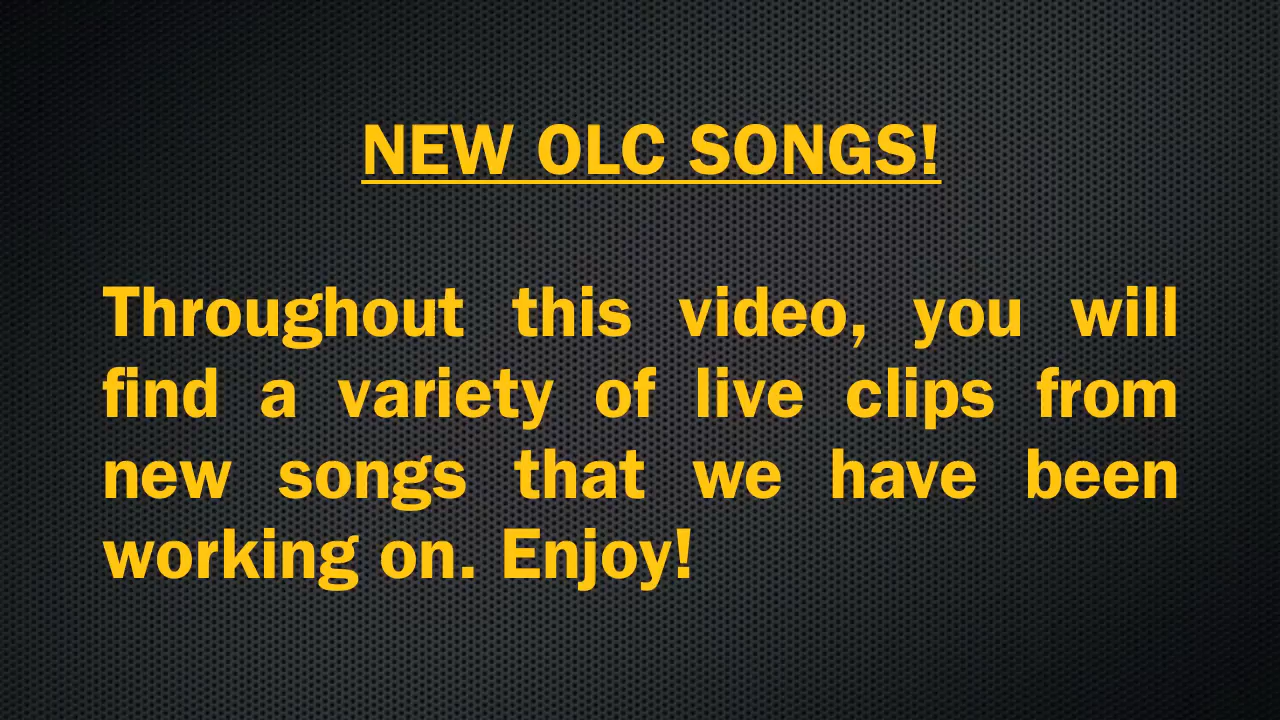 NEW OLC SONGS!
Throughout this video, you will
find a variety of live clips from
new songs that we have been
working on. Enjoy!